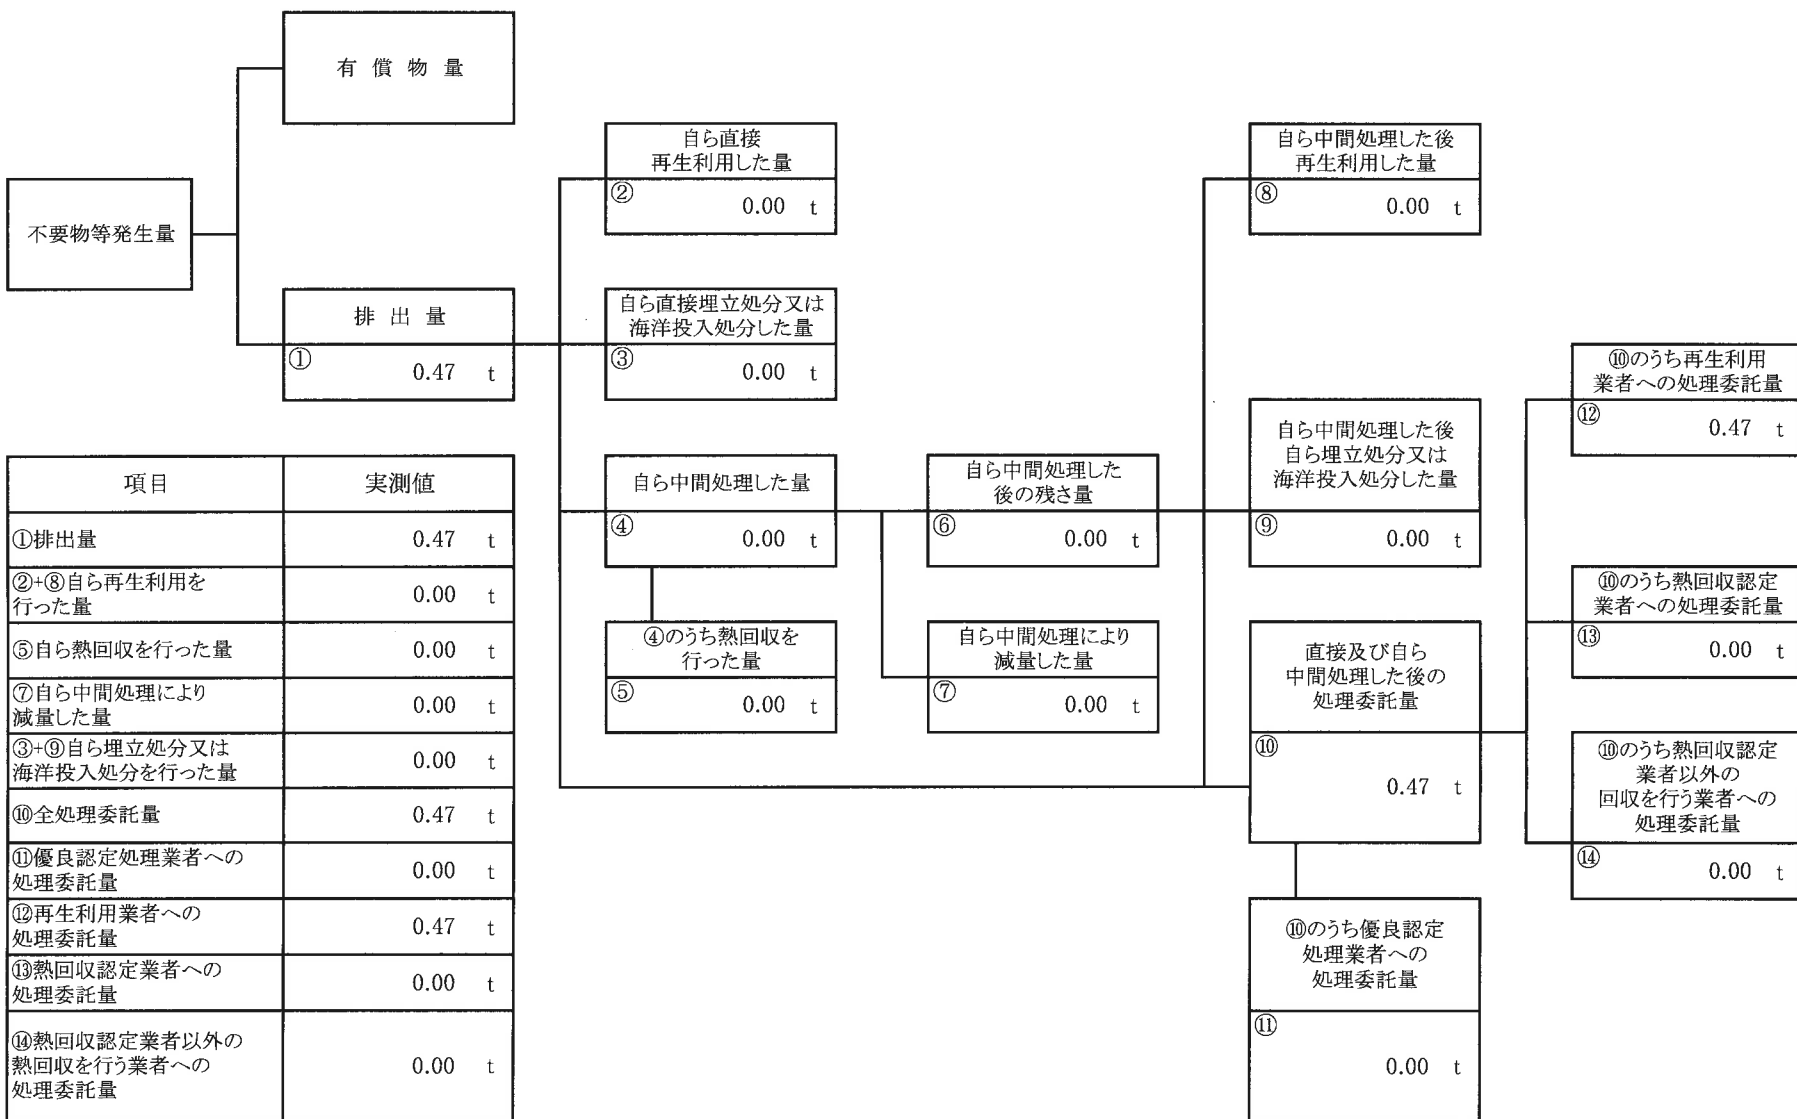 有償物量
不要物等発生量
排出量
①
0.47 t
自ら直接
再生利用した量
②
0.00 t
自ら直接埋立処分又は
海洋投入処分した量
③
0.00 t
自ら中間処理した量
④
0.00 t
④のうち熱回収を
行った量
⑤
0.00 t
自ら中間処理した
後の残さ量
⑥
0.00 t
自ら中間処理により
減量した量
⑦
0.00 t
自ら中間処理した後
再生利用した量
⑧
0.00 t
自ら中間処理した後
自ら埋立処分又は
海洋投入処分した量
⑨
0.00 t
直接及び自ら
中間処理した後の
処理委託量
⑩
0.47 t
⑩のうち優良認定
処理業者への
処理委託量
⑪
0.00 t
⑩のうち再生利用
業者への処理委託量
⑫
0.47 t
⑩のうち熱回収認定
業者への処理委託量
⑬
0.00 t
⑩のうち熱回収認定
業者以外の
回収を行う業者への
処理委託量
⑭
0.00 t
項目 実測値
①排出量 0.47 t
②+⑧自ら再生利用を
行った量 0.00 t
⑤自ら熱回収を行った量 0.00 t
⑦自ら中間処理により
減量した量 0.00 t
③+⑨自ら埋立処分又は
海洋投入処分を行った量 0.00 t
⑩全処理委託量 0.47 t
⑪優良認定処理業者への
処理委託量 0.00 t
⑫再生利用業者への
処理委託量 0.47 t
⑬熱回収認定業者への
処理委託量 0.00 t
⑭熱回収認定業者以外の
熱回収を行う業者への
処理委託量 0.00 t